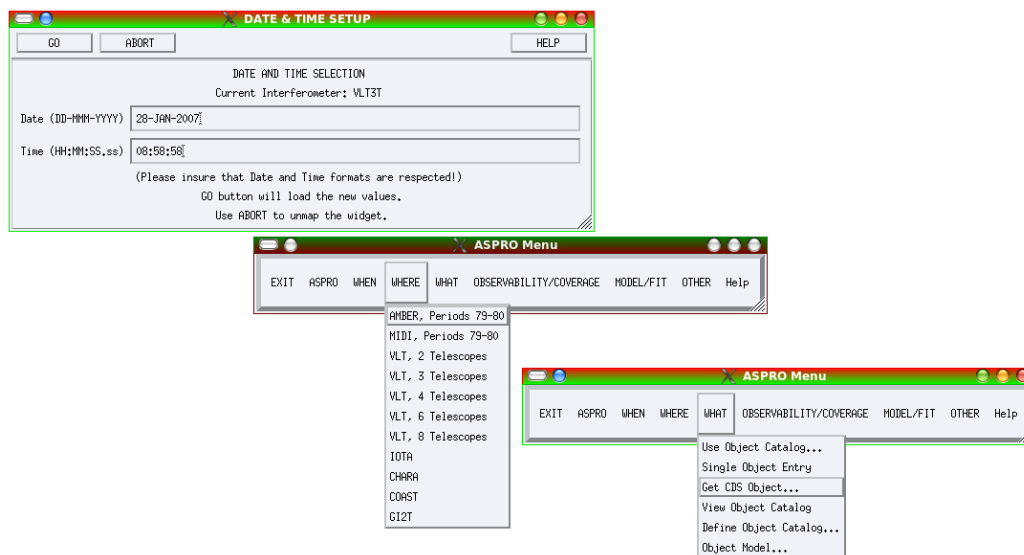 DATE & TIME SETUP
GO ABORT HELP
DATE AND TIME SELECTION
Current Interferometer: VLT3T
Date (DD-MMM-YYYY) 28-JAN-2007
Time (HH:MM:SS.ss) 08:58:58
(Please insure that Date and Time formats are respected!)
GO button will load the new values.
Use ABORT to unmap the widget.
ASPRO Menu
EXIT ASPRO WHEN WHERE WHAT OBSERVABILITY/COVERAGE MODEL/FIT OTHER Help
AMBER, Periods 79-80
MIDI, Periods 79-80
VLT, 2 Telescopes
VLT, 3 Telescopes
VLT, 4 Telescopes
VLT, 6 Telescopes
VLT, 8 Telescopes
IOTA
CHARA
COAST
GI2T
ASPRO Menu
EXIT ASPRO WHEN WHERE WHAT OBSERVABILITY/COVERAGE MODEL/FIT OTHER Help
Use Object Catalog...
Single Object Entry
Get CDS Object...
View Object Catalog
Define Object Catalog...
Object Model...